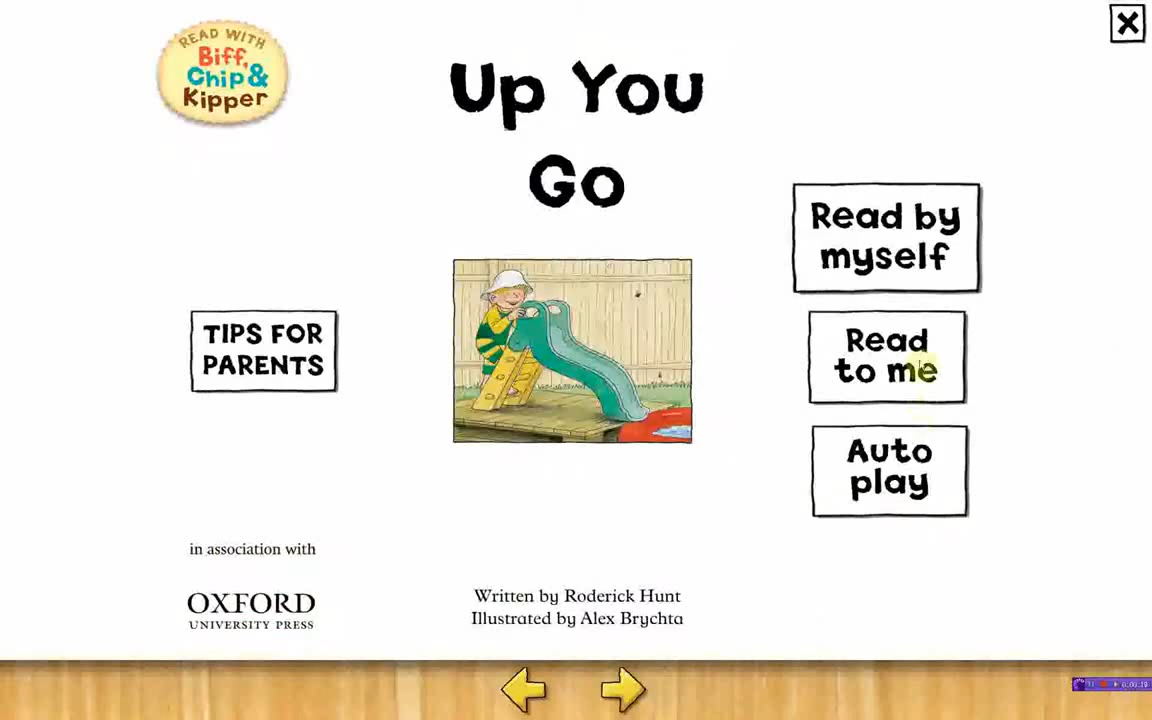 READ WITH
Biff,
Chip &
Kipper
Up You
Go
Read by
myself
TIPS FOR
PARENTS
Read
to me
Auto
play
in association with
OXFORD
UNIVERSITY PRESS
Written by Roderick Hunt
Illustrated by Alex Brychta